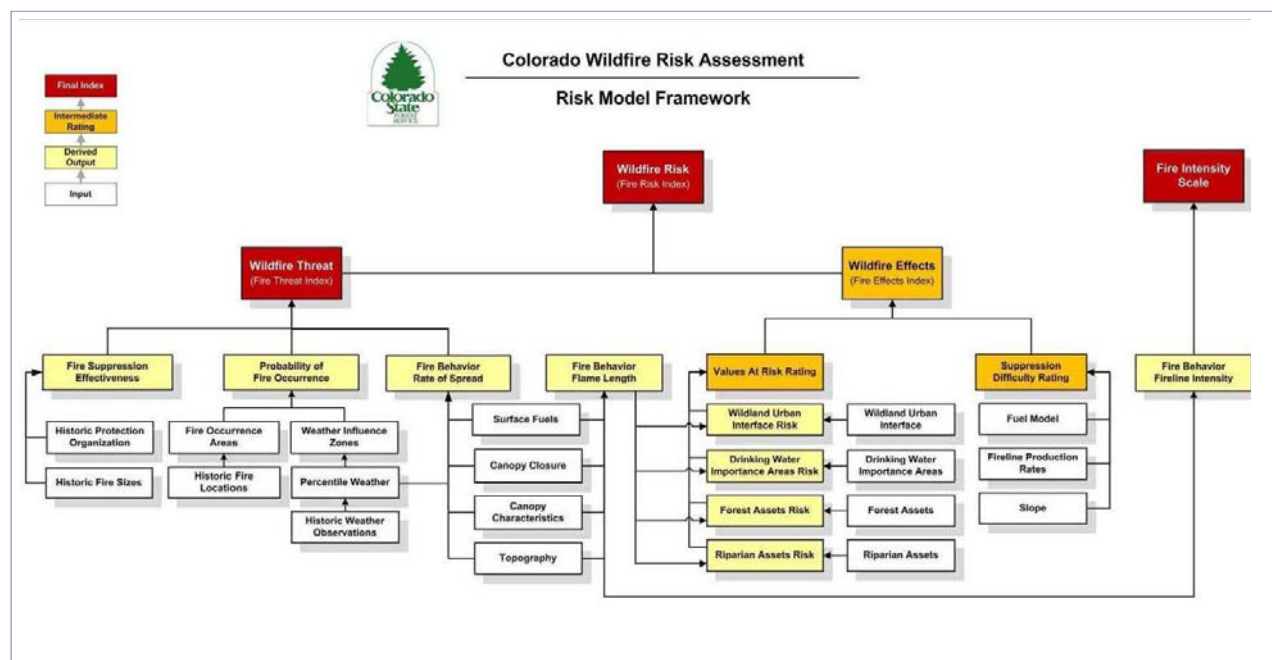 Colorado Wildfire Risk Assessment
Risk Model Framework
Colorado
State
FOREST
SERVICE
Final Index
Intermediate
Rating
Derived
Output
Input
Wildfire Risk
(Fire Risk Index)
Fire Intensity
Scale
Wildfire Threat
(Fire Threat Index)
Wildfire Effects
(Fire Effects Index)
Fire Suppression
Effectiveness
Probability of
Fire Occurrence
Fire Behavior
Rate of Spread
Fire Behavior
Flame Length
Values At Risk Rating
Suppression
Difficulty Rating
Fire Behavior
Fireline Intensity
Historic Protection
Organization
Historic Fire Sizes
Fire Occurrence
Areas
Historic Fire
Locations
Weather Influence
Zones
Percentile Weather
Historic Weather
Observations
Surface Fuels
Canopy Closure
Canopy
Characteristics
Topography
Wildland Urban
Interface Risk
Drinking Water
Importance Areas Risk
Forest Assets Risk
Riparian Assets Risk
Wildland Urban
Interface
Drinking Water
Importance Areas
Forest Assets
Riparian Assets
Fuel Model
Fireline Production
Rates
Slope